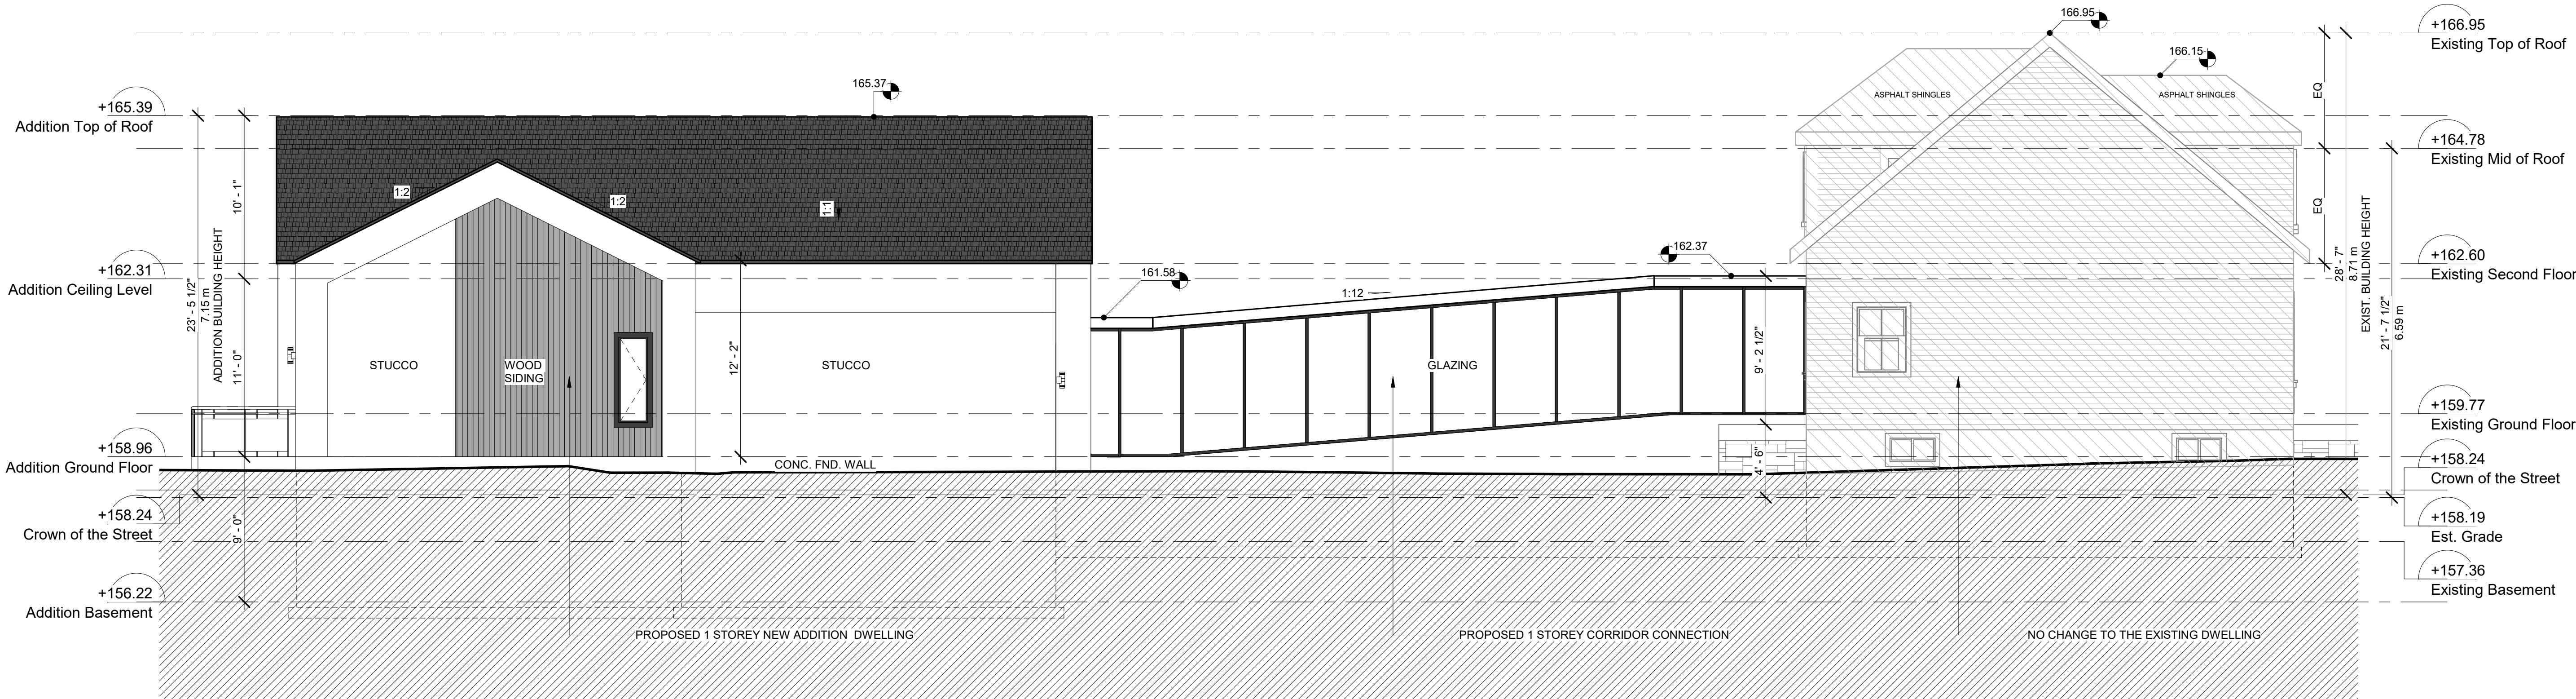 +165.39
Addition Top of Roof
+162.31
Addition Ceiling Level
+158.96
Addition Ground Floor
+158.24
Crown of the Street
+156.22
Addition Basement
23' - 5 1/2"
7.15 m
ADDITION BUILDING HEIGHT
10' - 1"
11' - 0"
9' - 0"
165.37
1:2
1:2
1:1
STUCCO
WOOD
SIDING
12' - 2"
STUCCO
CONC. FND. WALL
PROPOSED 1 STOREY NEW ADDITION DWELLING
161.58
1:12
162.37
GLAZING
9' - 2 1/2"
4' - 6"
PROPOSED 1 STOREY CORRIDOR CONNECTION
166.95
166.15
ASPHALT SHINGLES
ASPHALT SHINGLES
NO CHANGE TO THE EXISTING DWELLING
EQ
EQ
28' - 7"
8.71 m
EXIST. BUILDING HEIGHT
21' - 7 1/2"
6.59 m
+166.95
Existing Top of Roof
+164.78
Existing Mid of Roof
+162.60
Existing Second Floor
+159.77
Existing Ground Floor
+158.24
Crown of the Street
+158.19
Est. Grade
+157.36
Existing Basement